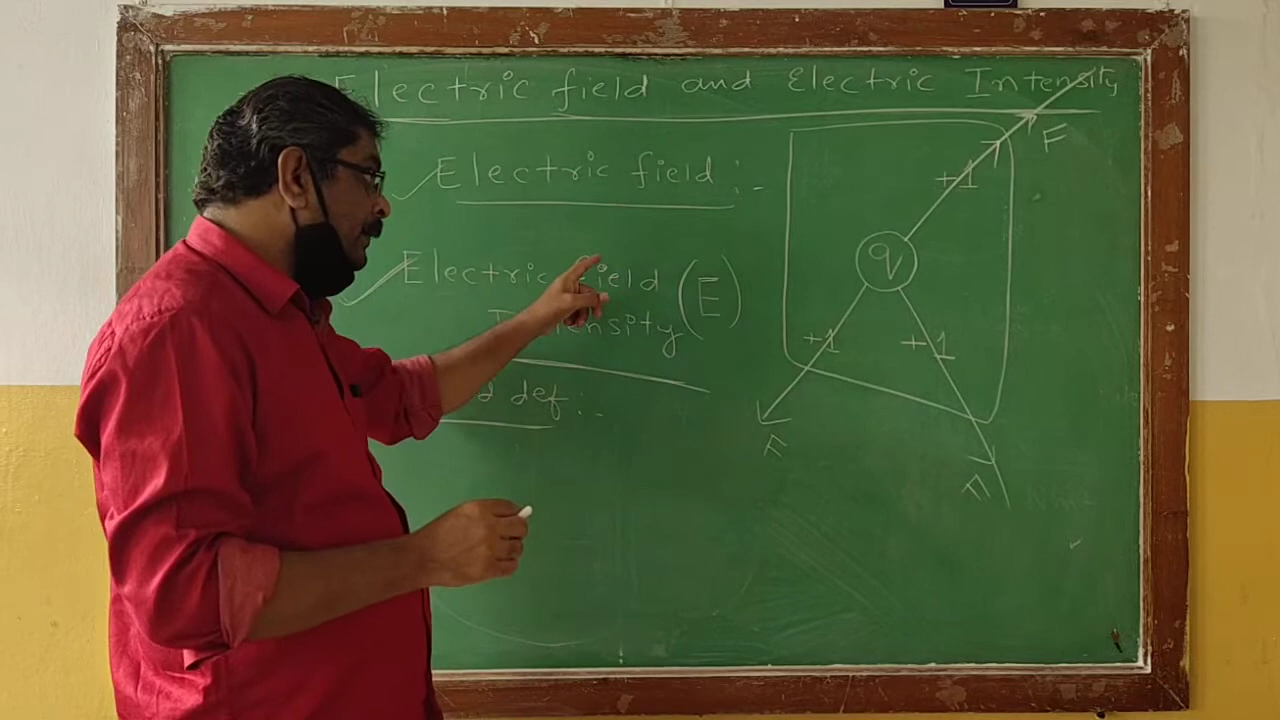 Electric field and Electric Intensity
Electric field :-
Electric field (E)
Intensity
def :-
F
+1
q
+1
+1
F
F